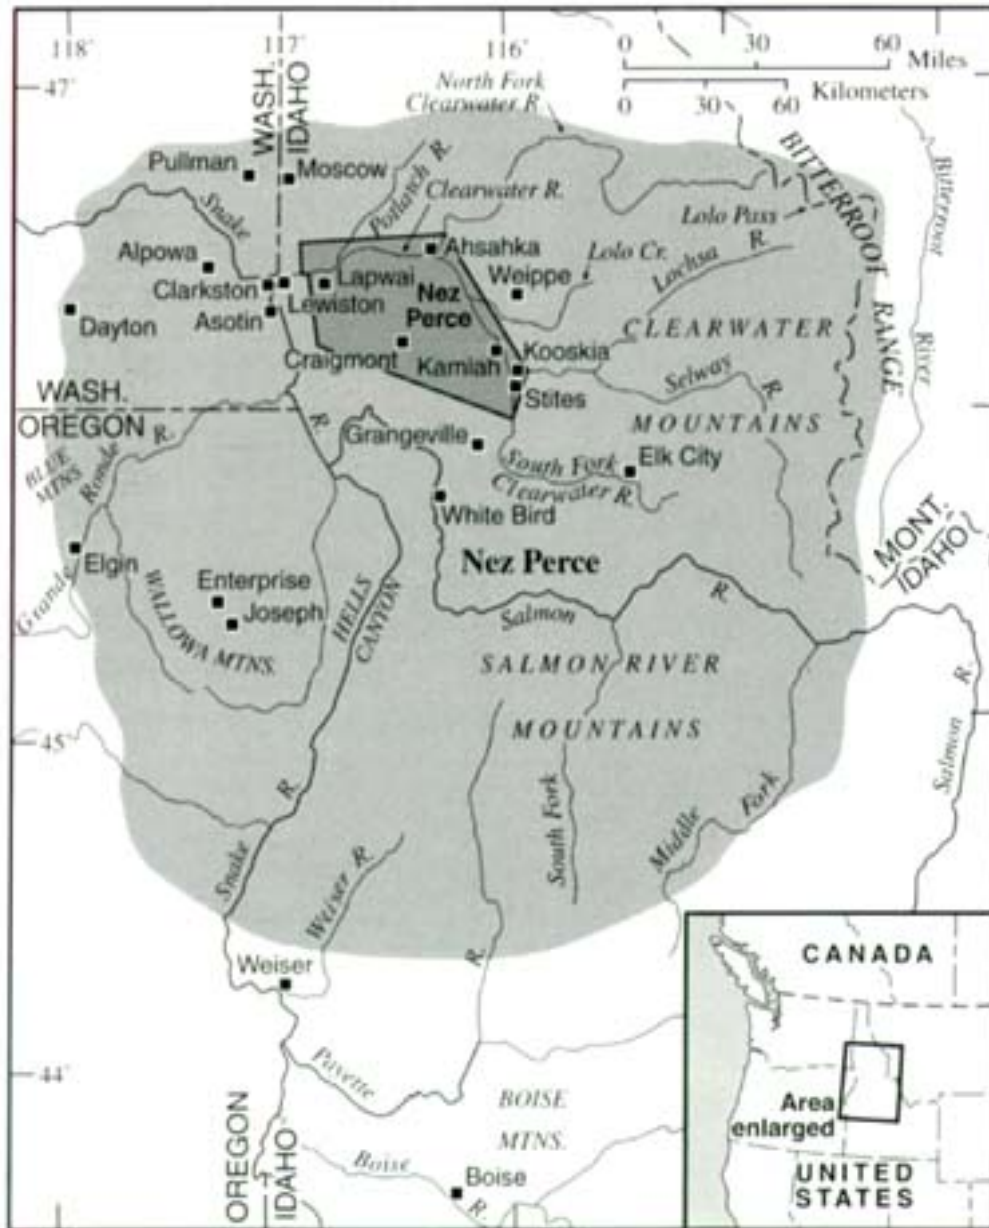 118°
117°
116°
0 30 60
Miles
0 30 60
Kilometers
47°
North Fork
Clearwater R.
WASH.
IDAHO
Pullman
Moscow
Potlatch R.
Clearwater R.
BITTERROOT RANGE
Bitterroot River
Snake
Lolo Pass
Alpowa
Ahsahka
Lolo Cr.
Lochsa R.
Clarkston
Lewiston
Lapwai
Weippe
Nez
Perce
Dayton
Asotin
CLEARWATER
MOUNTAINS
Craigmont
Kamiah
Kooskia
Stites
Selway R.
WASH.
OREGON
R.
Grangeville
South Fork
Clearwater R.
Elk City
BLUE
MTNS.
Grande Ronde R.
White Bird
Elgin
Nez Perce
MONT.
IDAHO
Enterprise
Joseph
WALLOWA MTNS.
HELLS
CANYON
Salmon R.
SALMON RIVER
MOUNTAINS
Salmon R.
45°
South Fork
Middle Fork
Snake R.
Weiser R.
R.
Weiser
44°
Payette
BOISE
MTNS.
OREGON
IDAHO
Boise R.
Boise
CANADA
Area
enlarged
UNITED
STATES